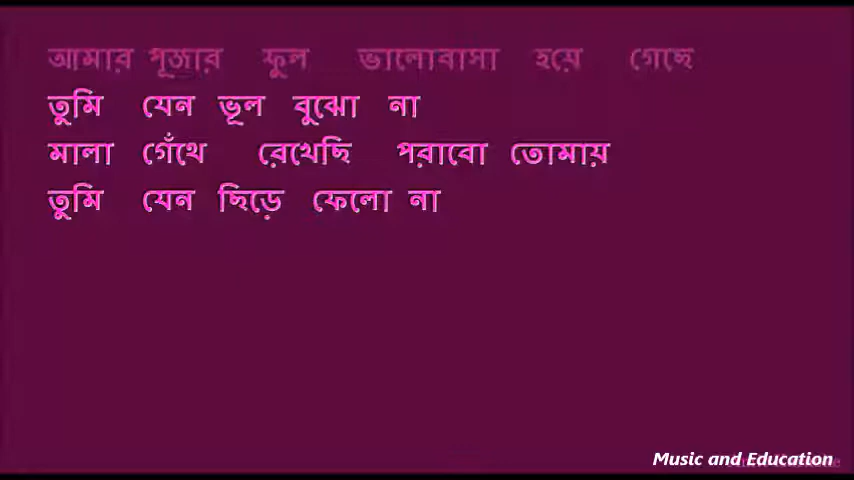 আমার পূজার ফুল ভালোবাসা হয়ে গেছে
তুমি যেন ভূল বুঝো না
মালা গেঁথে রেখেছি পরাবো তোমায়
তুমি যেন ছিড়ে ফেলো না
Music and Education